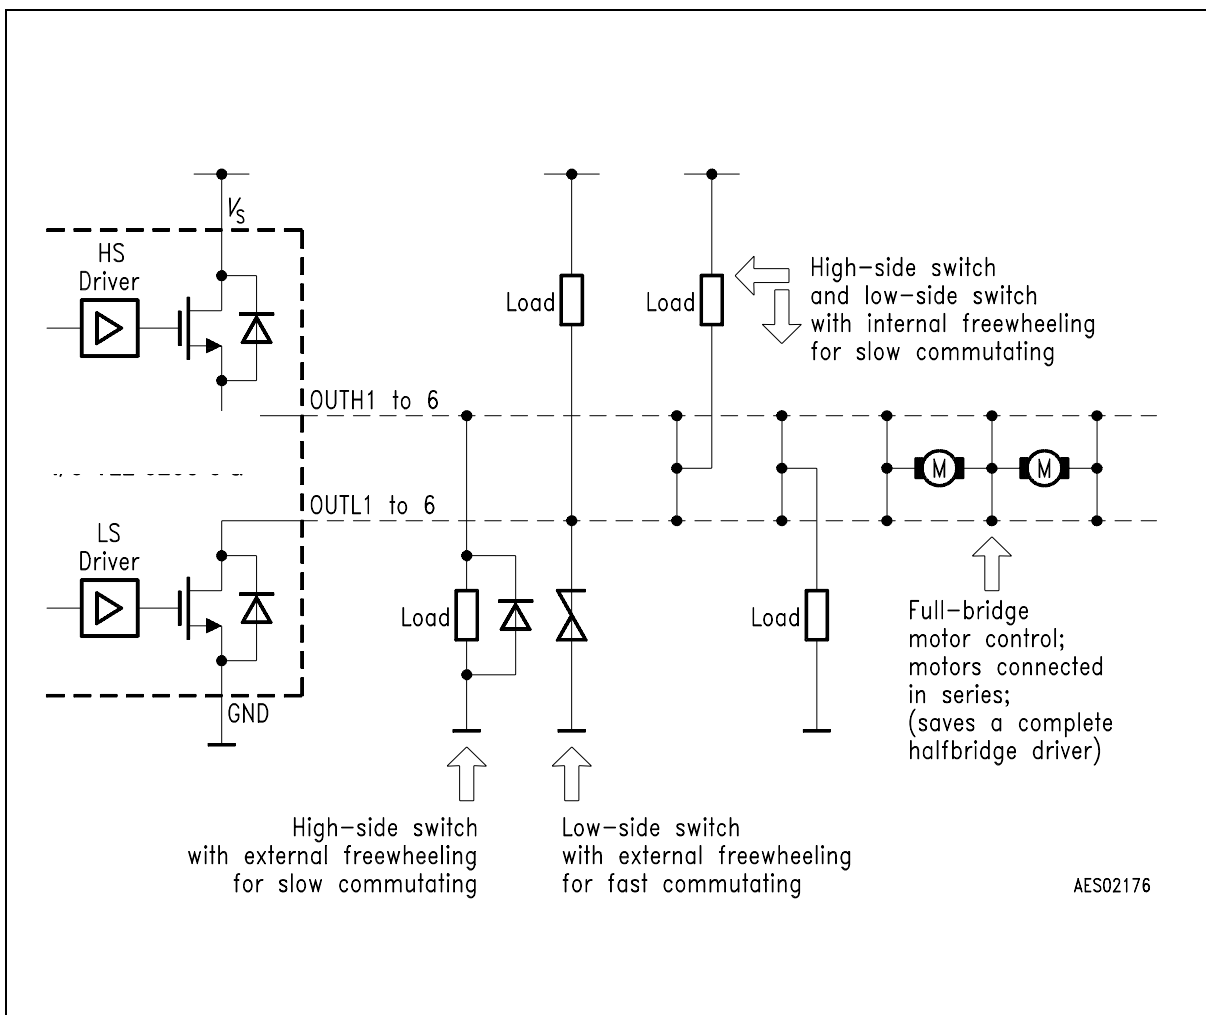 VS
HS
Driver
Load
Load
High-side switch
and low-side switch
with internal freewheeling
for slow commutating
OUTH1 to 6
M
M
OUTL1 to 6
LS
Driver
Load
Load
Full-bridge
motor control;
motors connected
in series;
(saves a complete
halfbridge driver)
GND
High-side switch
with external freewheeling
for slow commutating
Low-side switch
with external freewheeling
for fast commutating
AES02176